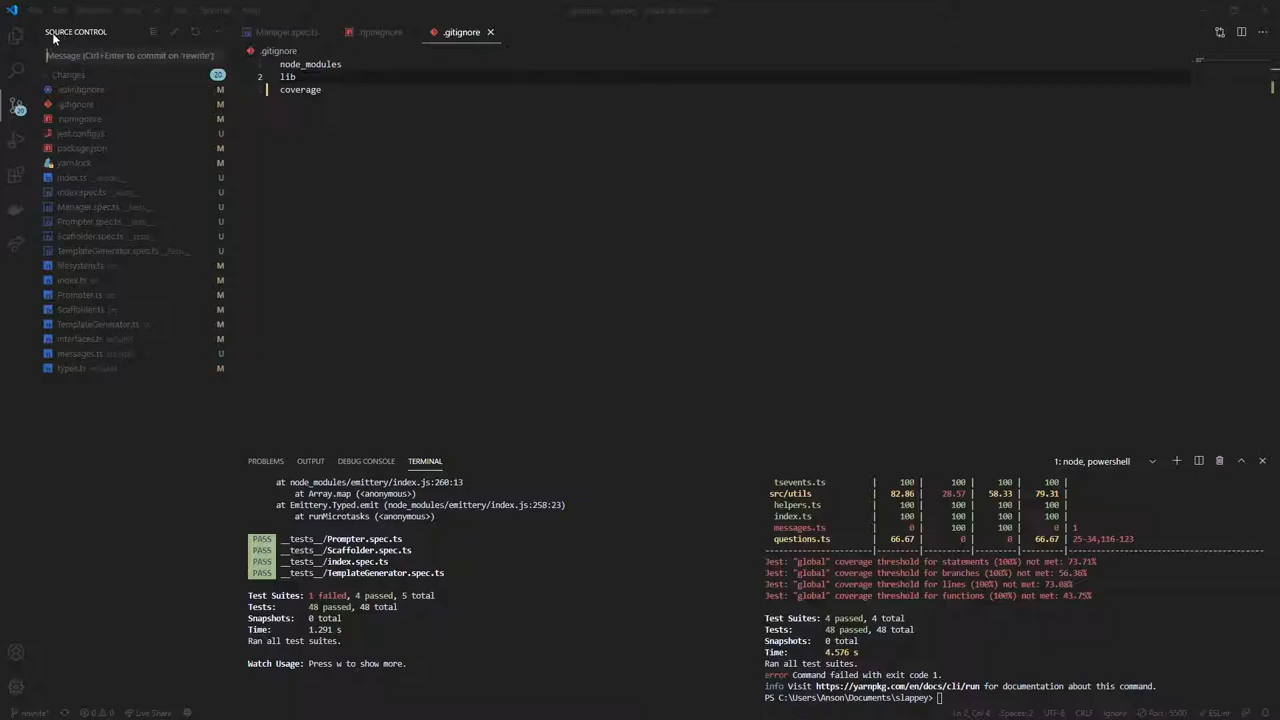 SOURCE CONTROL
Message (Ctrl+Enter to commit on 'rewrite')
Changes
20
.eslintignore M
.gitignore M
.npmignore M
jest.config.js U
package.json M
yarn.lock M
index.ts U
index.spec.ts __tests__ U
Manager.spec.ts __tests__ U
Prompter.spec.ts __tests__ U
Scaffolder.spec.ts __tests__ U
TemplateGenerator.spec.ts __tests__ U
filesystem.ts src M
index.ts src M
Prompter.ts src M
Scaffolder.ts src M
TemplateGenerator.ts src M
interfaces.ts M
messages.ts U
types.ts M
Manager.spec.ts
.npmignore
.gitignore
.gitignore
node_modules
2 lib
coverage
PROBLEMS OUTPUT DEBUG CONSOLE TERMINAL
1: node, powershell
at node_modules/emittery/index.js:260:13
at Array.map (<anonymous>)
at Emittery.Typed.emit (node_modules/emittery/index.js:258:23)
at runMicrotasks (<anonymous>)
PASS __tests__/Prompter.spec.ts
PASS __tests__/Scaffolder.spec.ts
PASS __tests__/index.spec.ts
PASS __tests__/TemplateGenerator.spec.ts
Test Suites: 1 failed, 4 passed, 5 total
Tests: 48 passed, 48 total
Snapshots: 0 total
Time: 1.291 s
Ran all test suites.
Watch Usage: Press w to show more.
tsevents.ts | 100 | 100 | 100 | 100 |
src/utils | 82.86 | 28.57 | 58.33 | 79.31 |
helpers.ts | 100 | 100 | 100 | 100 |
index.ts | 100 | 100 | 100 | 100 |
messages.ts | 0 | 100 | 100 | 0 | 1
questions.ts | 66.67 | 0 | 0 | 66.67 | 25-34,116-123
Jest: "global" coverage threshold for statements (100%) not met: 73.71%
Jest: "global" coverage threshold for branches (100%) not met: 56.36%
Jest: "global" coverage threshold for lines (100%) not met: 73.08%
Jest: "global" coverage threshold for functions (100%) not met: 43.75%
Test Suites: 4 passed, 4 total
Tests: 48 passed, 48 total
Snapshots: 0 total
Time: 4.576 s
Ran all test suites.
error Command failed with exit code 1.
info Visit https://yarnpkg.com/en/docs/cli/run for documentation about this command.
PS C:\Users\Anson\Documents\slappey>
rewrite* 0 0 Live Share
Ln 2, Col 4 Spaces: 2 UTF-8 CRLF Ignore Port : 5500 ESLint